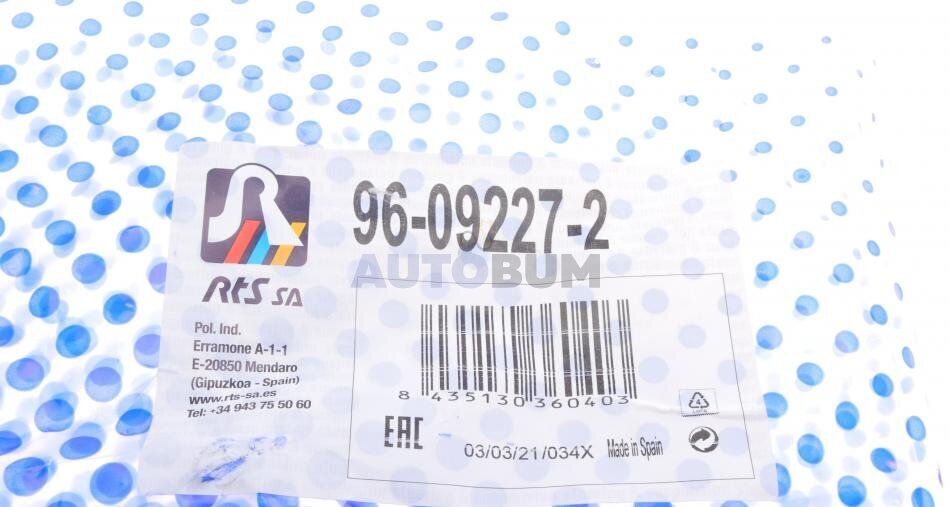 96-09227-2
AUTOBUM
RtS SA
Pol. Ind.
Erramone A-1-1
E-20850 Mendaro
(Gipuzkoa - Spain)
www.rts-sa.es
Tel: +34 943 75 50 60
8 435130 360403
EAC
03/03/21/034X Made in Spain
4